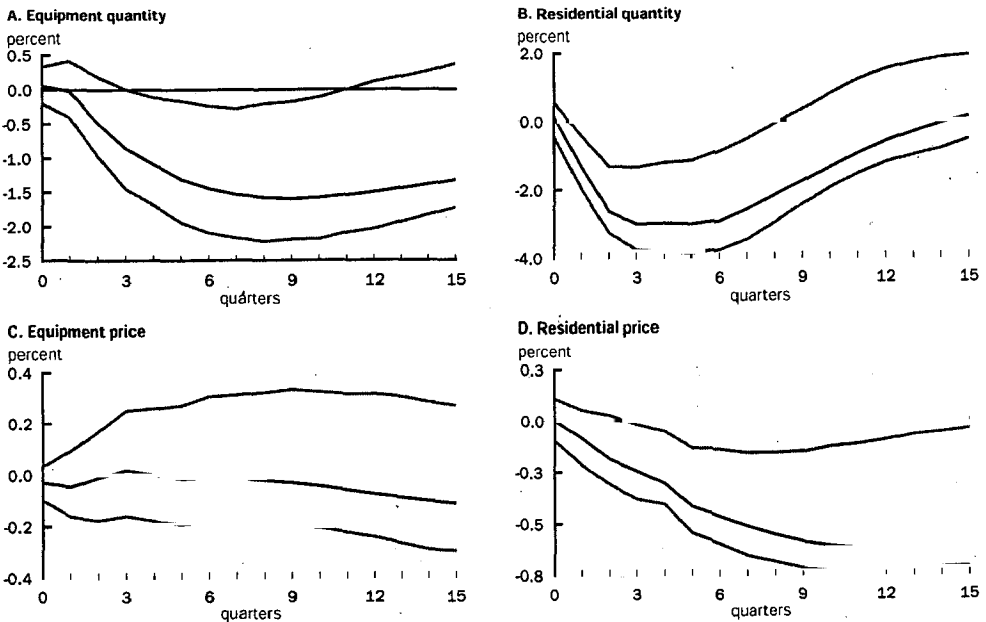 A. Equipment quantity
percent
0.5
0.0
-0.5
-1.0
-1.5
-2.0
-2.5
0 3 6 9 12 15
quarters
B. Residential quantity
percent
2.0
0.0
-2.0
-4.0
0 3 6 9 12 15
quarters
C. Equipment price
percent
0.4
0.2
0.0
-0.2
-0.4
0 3 6 9 12 15
quarters
D. Residential price
percent
0.3
0.0
-0.3
-0.5
-0.8
0 3 6 9 12 15
quarters